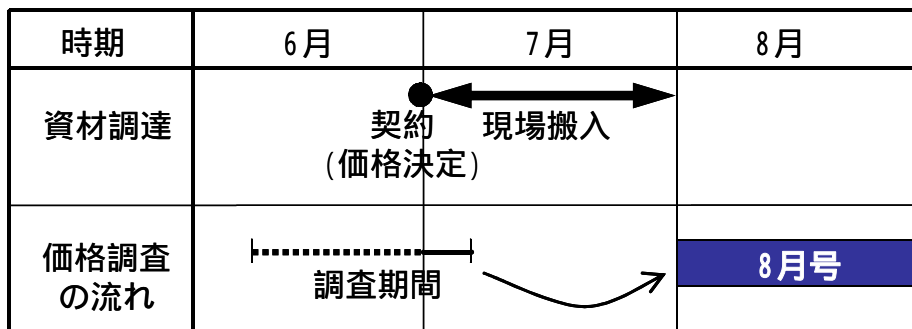 時期
6月
7月
8月
資材調達
契約
(価格決定)
現場搬入
価格調査
の流れ
調査期間
8月号